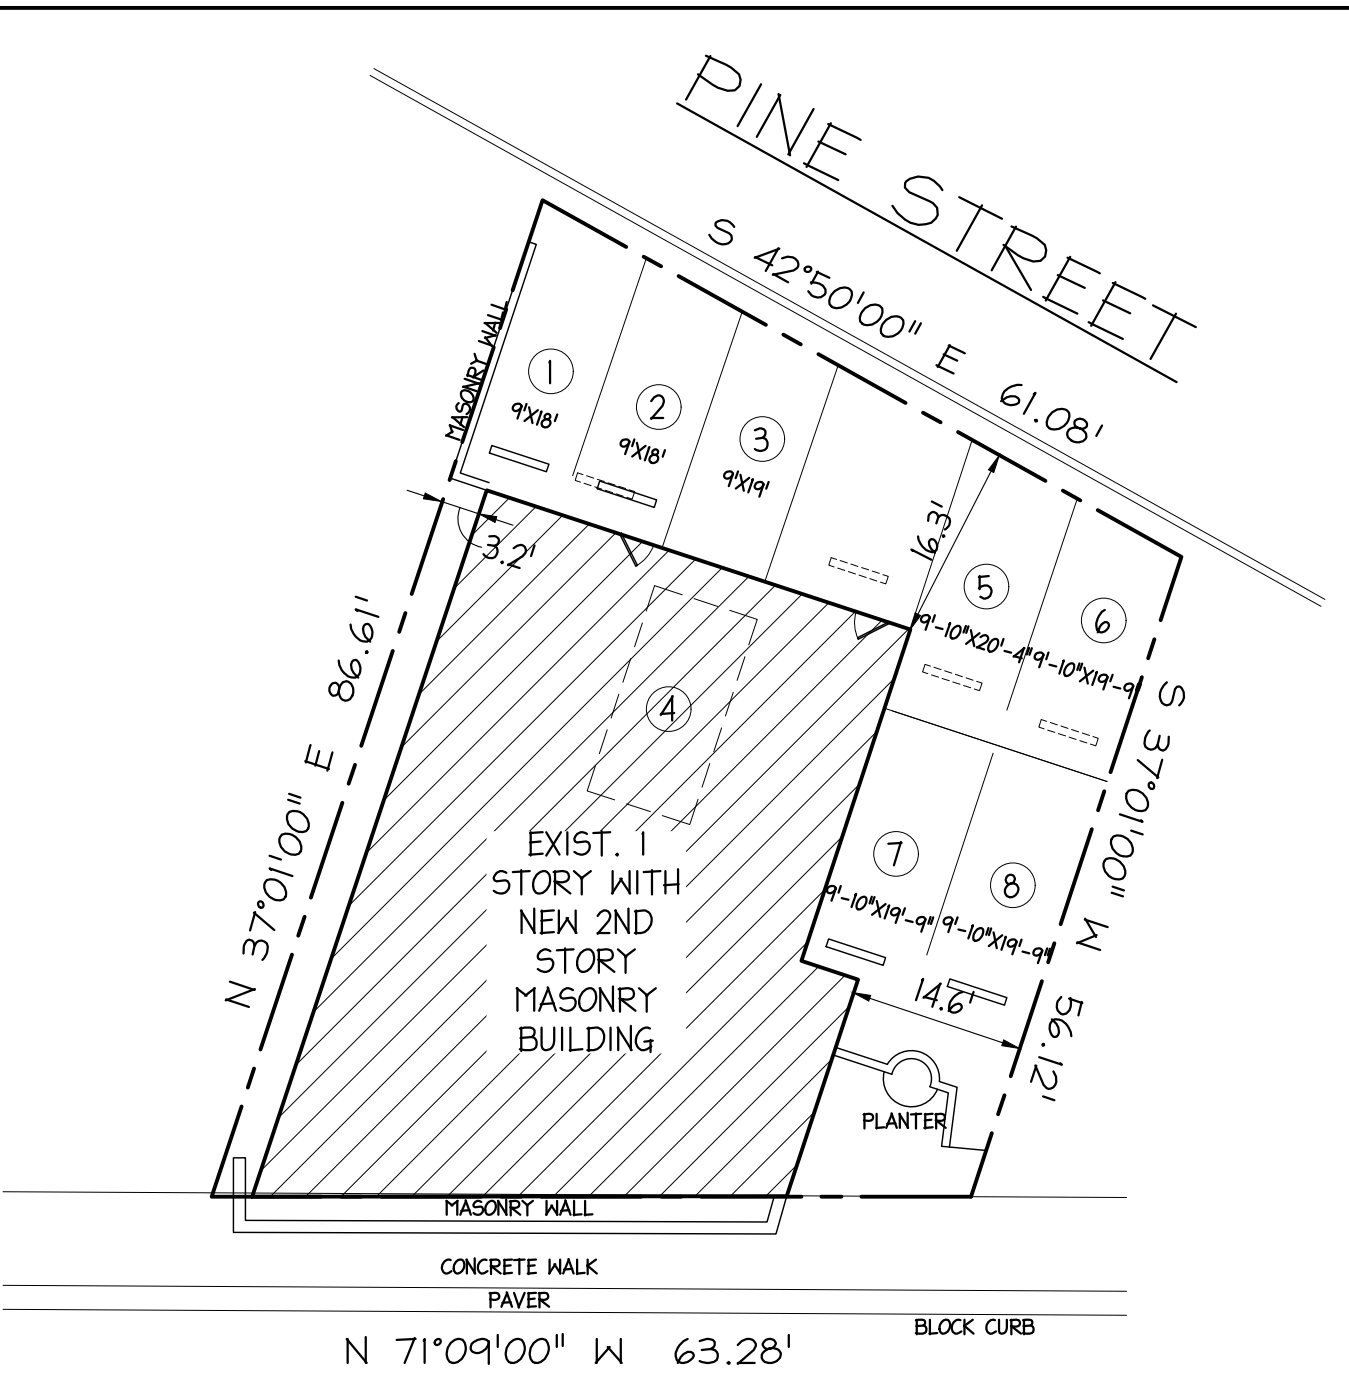 PINE STREET
S 42°50'00" E 61.08'
MASONRY WALL
1
9'X18'
2
9'X18'
3
9'X19'
16.3'
3.2'
5
9'-10"X20'-4"
6
9'-10"X19'-9"
N 37°01'00" E 86.61'
4
S 37°01'00" W 56.12'
7
9'-10"X19'-9"
8
9'-10"X19'-9"
EXIST. 1
STORY WITH
NEW 2ND
STORY
MASONRY
BUILDING
14.6'
PLANTER
MASONRY WALL
CONCRETE WALK
PAVER
BLOCK CURB
N 71°09'00" W 63.28'